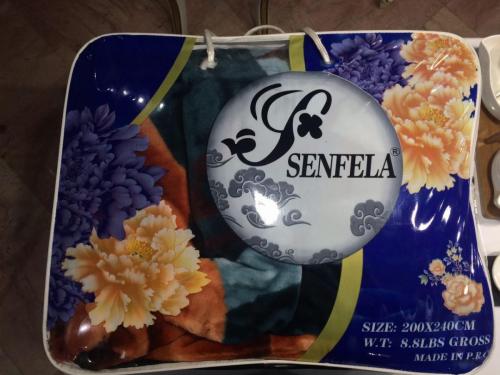 SENFELA®
SIZE: 200X240CM
W.T: 8.8LBS GROSS
MADE IN P.R.C